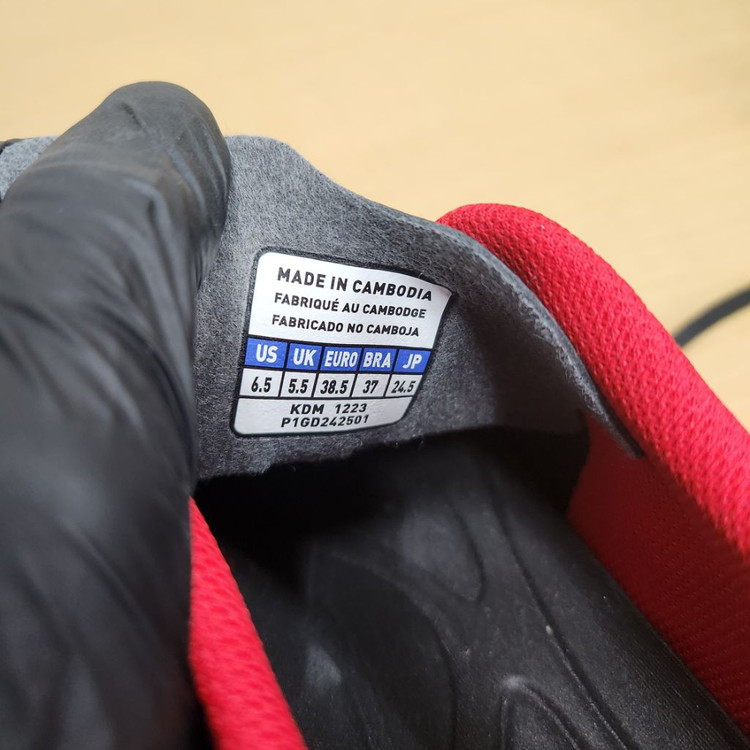 MADE IN CAMBODIA
FABRIQUÉ AU CAMBODGE
FABRICADO NO CAMBOJA
US UK EURO BRA JP
6.5 5.5 38.5 37 24.5
KDM 1223
P1GD242501